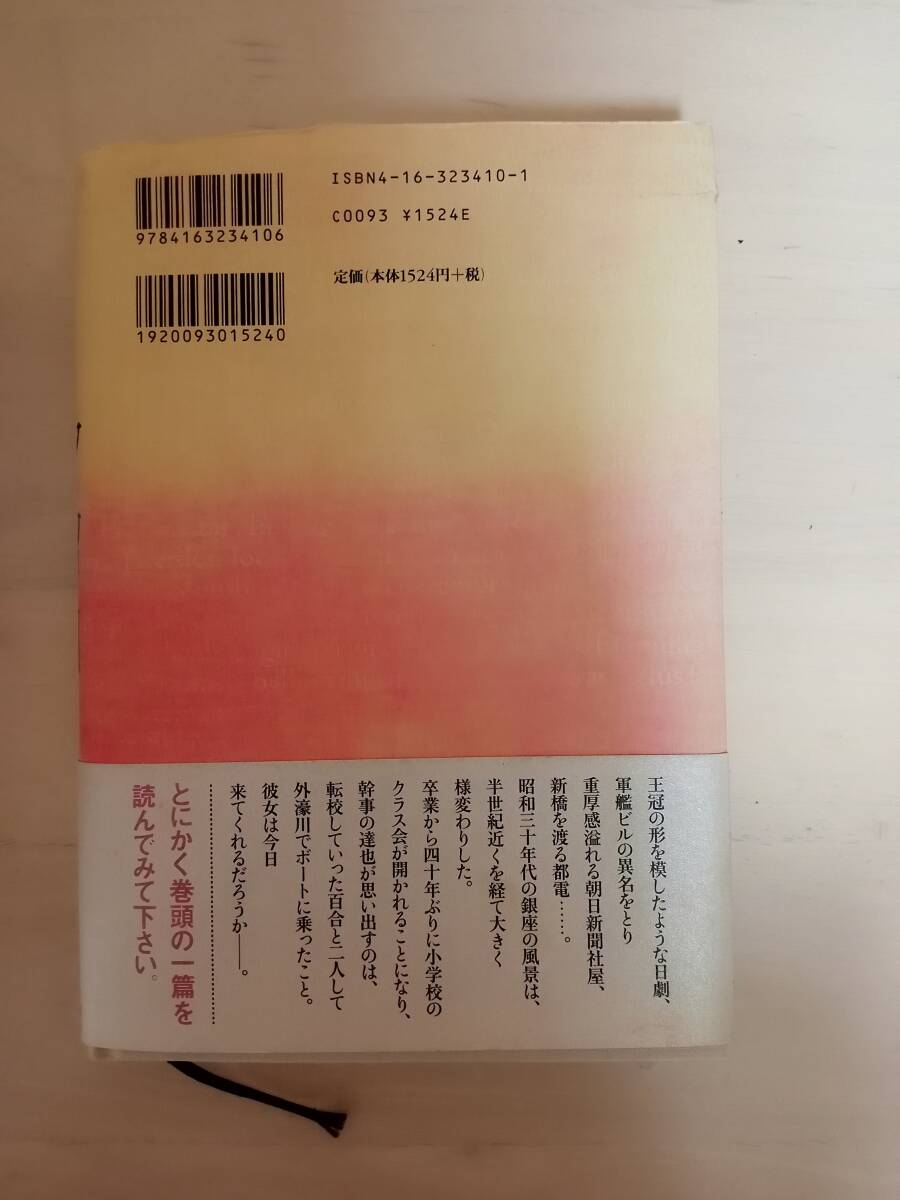 ISBN4-16-323410-1
C0093 ¥1524E
9784163234106
定価(本体1524円+税)
1920093015240
王冠の形を模したような日劇、
軍艦ビルの異名をとり
重厚感溢れる朝日新聞社屋、
新橋を渡る都電……。
昭和三十年代の銀座の風景は、
半世紀近くを経て大きく
様変わりした。
卒業から四十年ぶりに小学校の
クラス会が開かれることになり、
幹事の達也が思い出すのは、
転校していった百合と二人して
外濠川でボートに乗ったこと。
彼女は今日
来てくれるだろうか――。
とにかく巻頭の一篇を
読んでみて下さい。